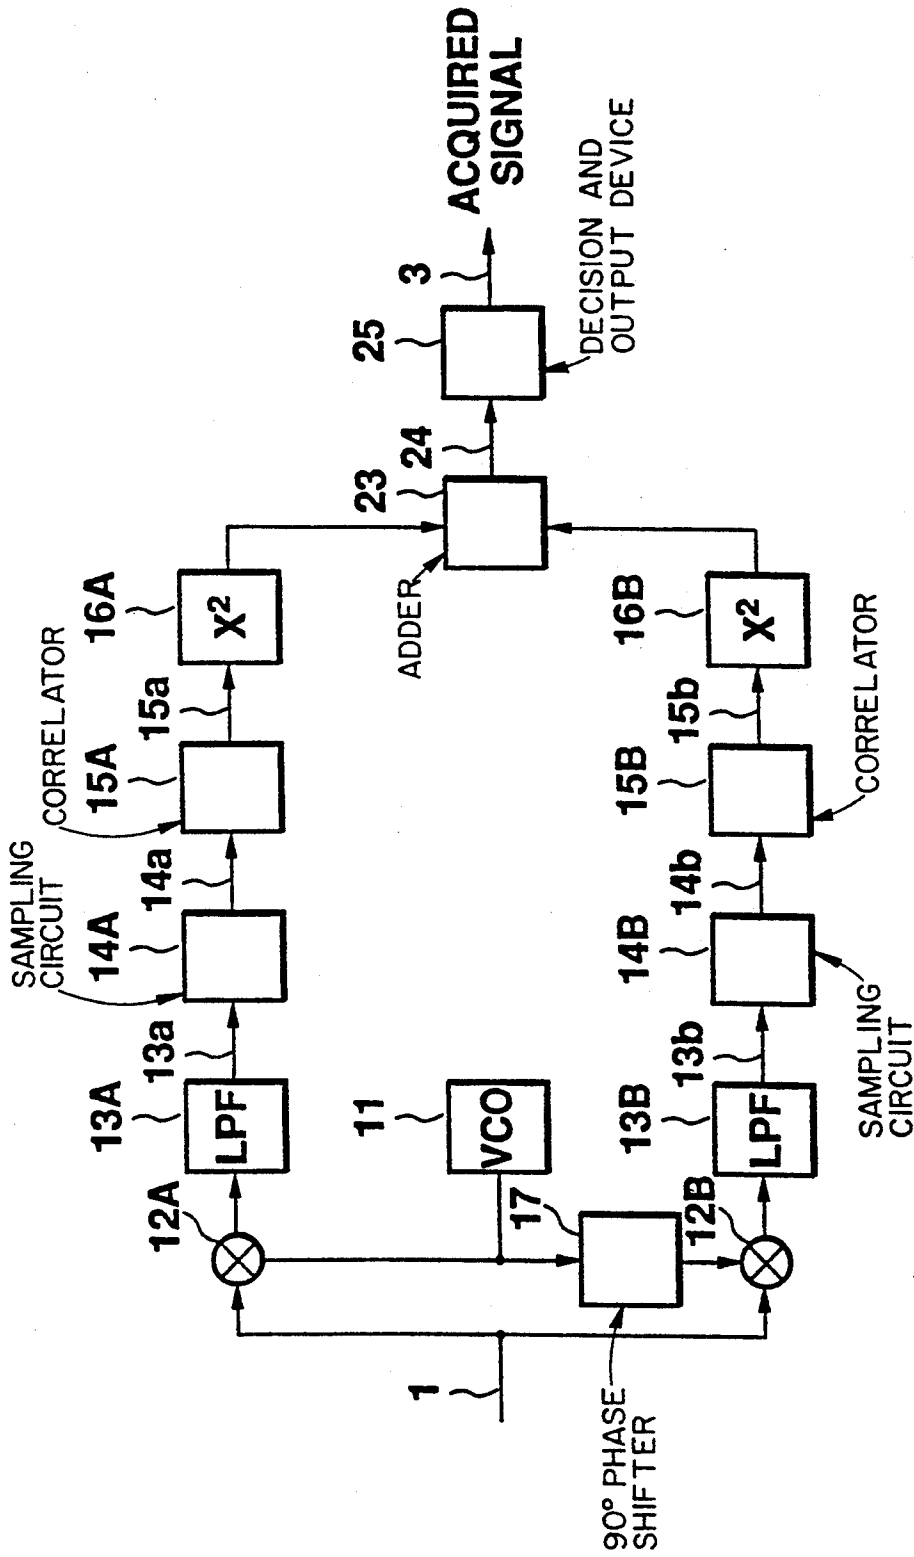 SAMPLING
CIRCUIT
CORRELATOR
12A
13A
13a
14A
14a
15A
15a
16A
LPF
X²
1
11
VCO
ADDER
23
24
25
3
ACQUIRED
SIGNAL
17
90° PHASE
SHIFTER
DECISION AND
OUTPUT DEVICE
12B
13B
13b
14B
14b
15B
15b
16B
LPF
X²
SAMPLING
CIRCUIT
CORRELATOR